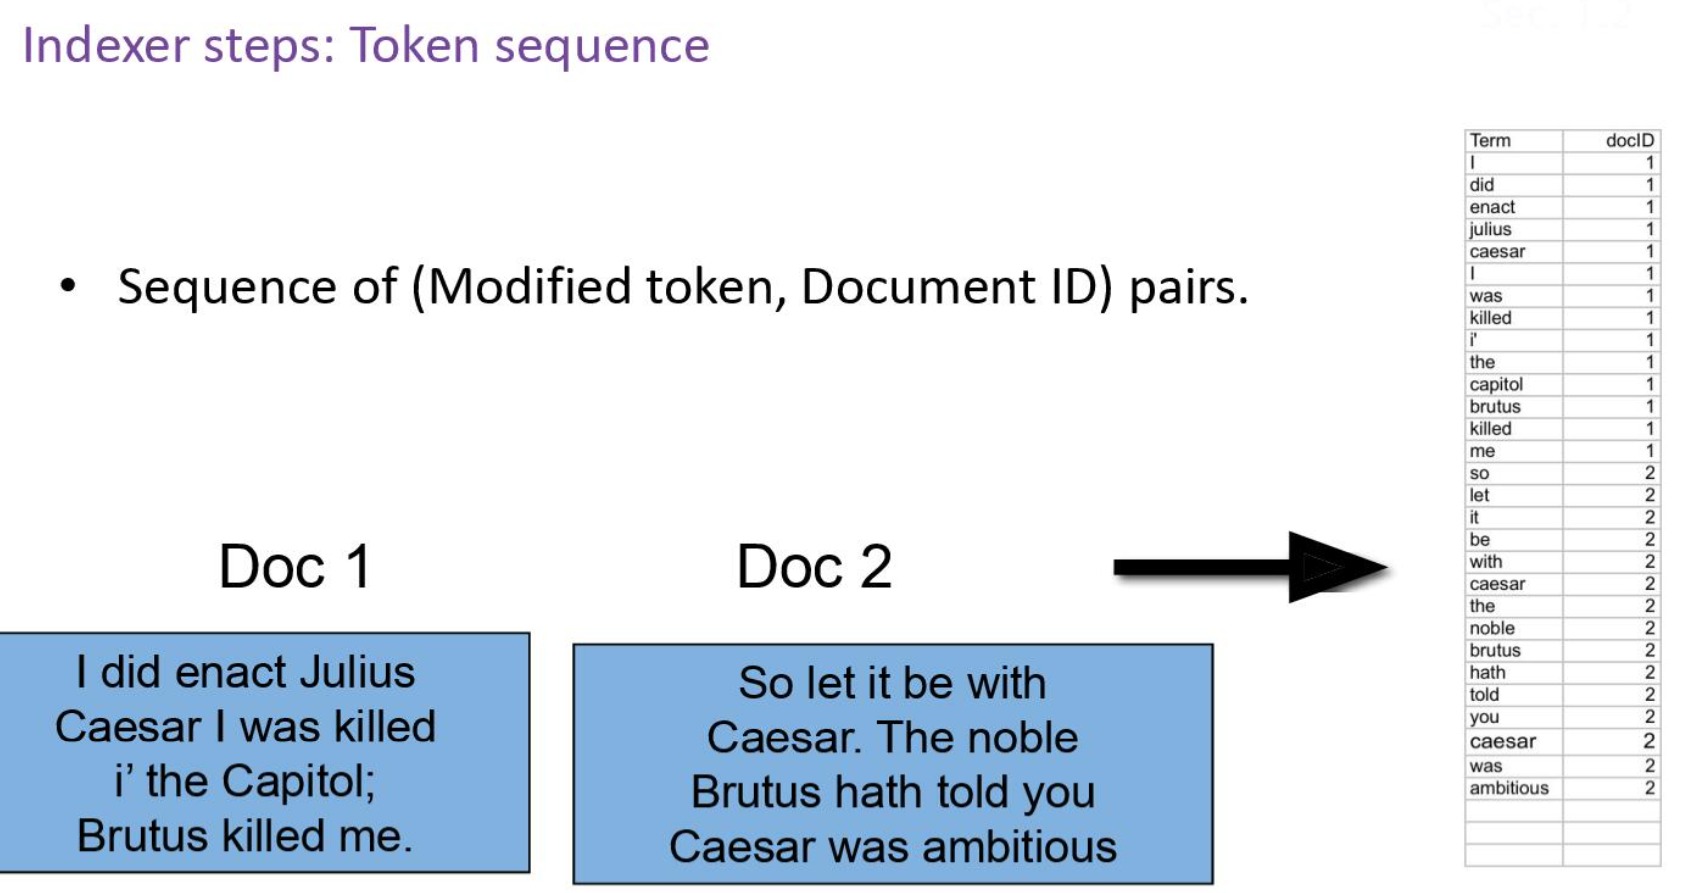 Indexer steps: Token sequence
• Sequence of (Modified token, Document ID) pairs.
Doc 1
I did enact Julius
Caesar I was killed
i’ the Capitol;
Brutus killed me.
Doc 2
So let it be with
Caesar. The noble
Brutus hath told you
Caesar was ambitious
Term docID
I 1
did 1
enact 1
julius 1
caesar 1
I 1
was 1
killed 1
i' 1
the 1
capitol 1
brutus 1
killed 1
me 1
so 2
let 2
it 2
be 2
with 2
caesar 2
the 2
noble 2
brutus 2
hath 2
told 2
you 2
caesar 2
was 2
ambitious 2